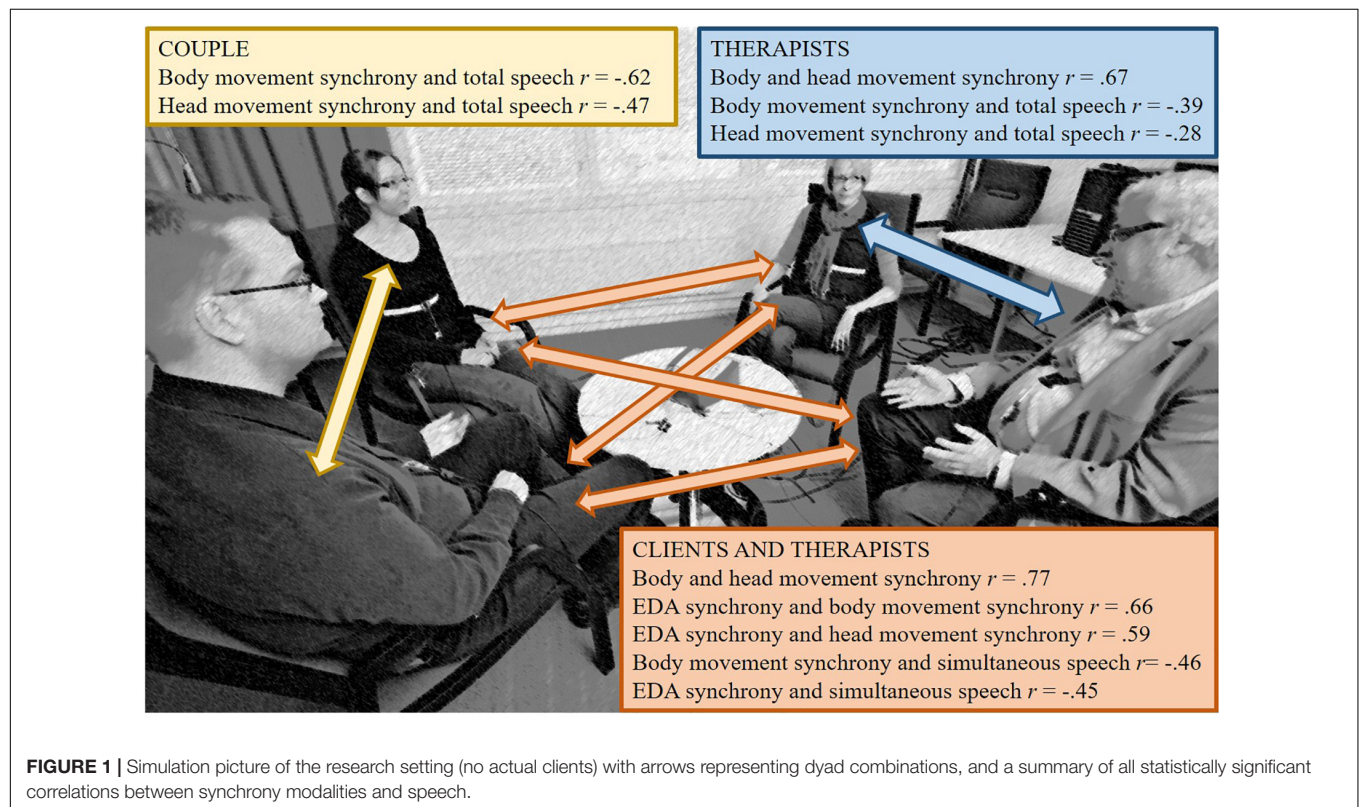 COUPLE
Body movement synchrony and total speech r = -.62
Head movement synchrony and total speech r = -.47
THERAPISTS
Body and head movement synchrony r = .67
Body movement synchrony and total speech r = -.39
Head movement synchrony and total speech r = -.28
CLIENTS AND THERAPISTS
Body and head movement synchrony r = .77
EDA synchrony and body movement synchrony r = .66
EDA synchrony and head movement synchrony r = .59
Body movement synchrony and simultaneous speech r= -.46
EDA synchrony and simultaneous speech r = -.45
FIGURE 1 | Simulation picture of the research setting (no actual clients) with arrows representing dyad combinations, and a summary of all statistically significant
correlations between synchrony modalities and speech.